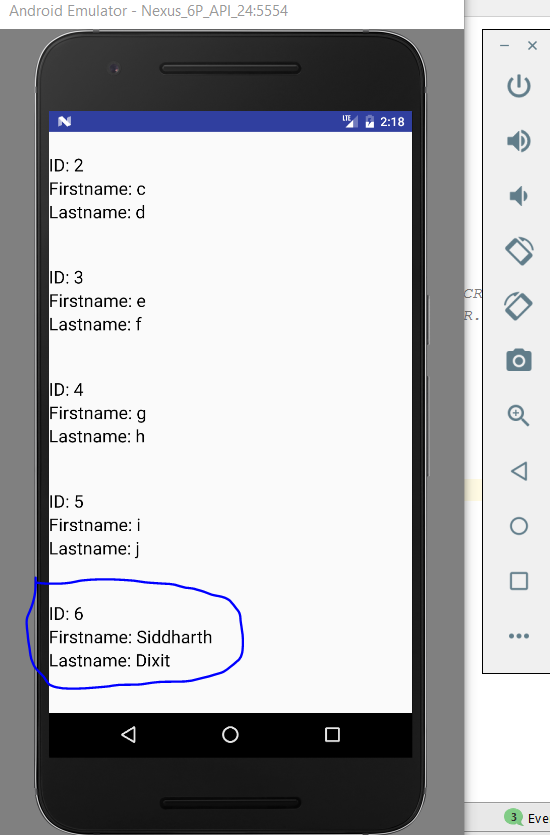 Android Emulator - Nexus_6P_API_24:5554
LTE 2:18
ID: 2
Firstname: c
Lastname: d
ID: 3
Firstname: e
Lastname: f
CR
R.
ID: 4
Firstname: g
Lastname: h
ID: 5
Firstname: i
Lastname: j
ID: 6
Firstname: Siddharth
Lastname: Dixit
3 Eve